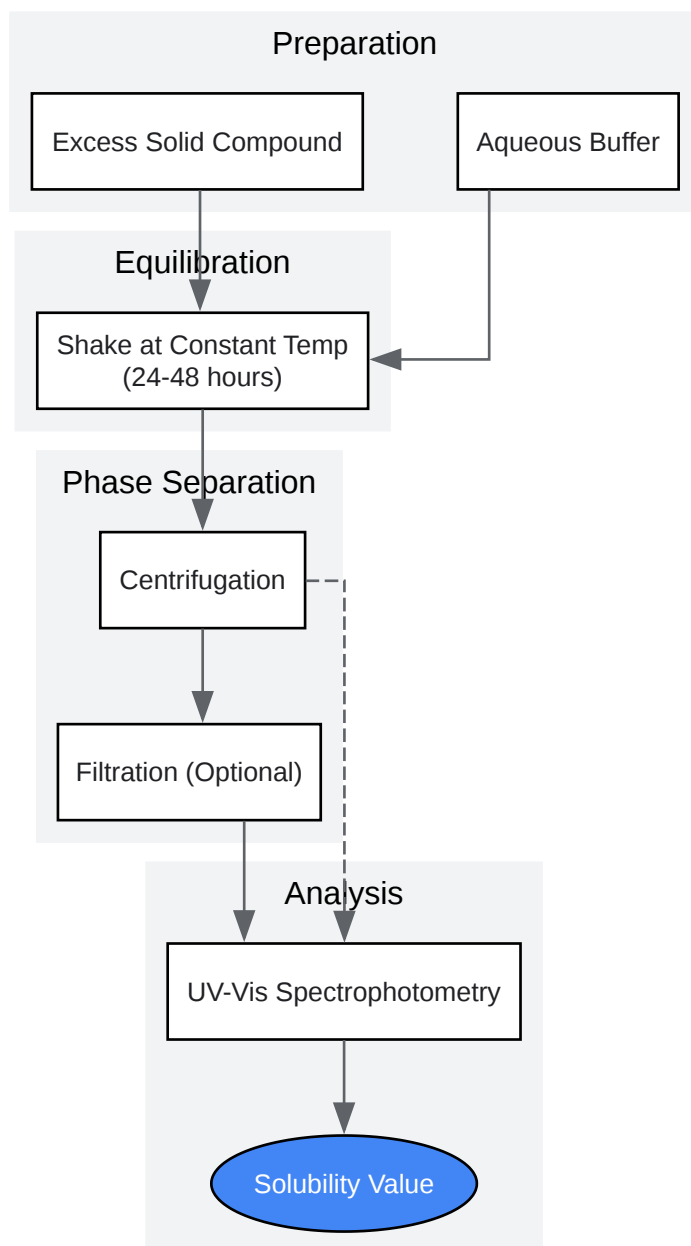 Preparation
Excess Solid Compound
Aqueous Buffer
Equilibration
Shake at Constant Temp
(24-48 hours)
Phase Separation
Centrifugation
Filtration (Optional)
Analysis
UV-Vis Spectrophotometry
Solubility Value